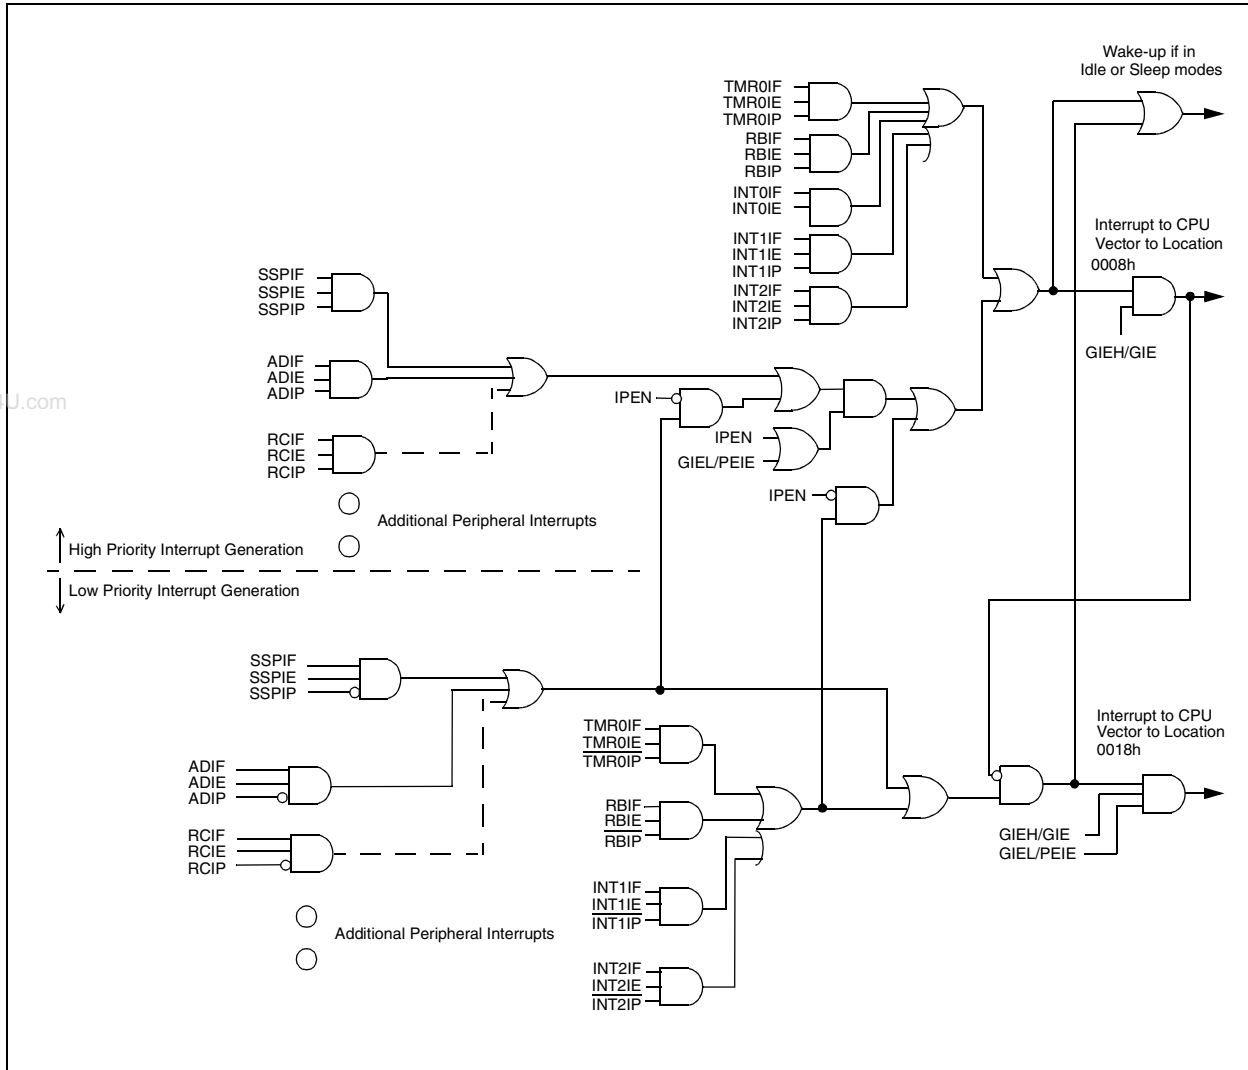 Wake-up if in
Idle or Sleep modes
TMR0IF
TMR0IE
TMR0IP
RBIF
RBIE
RBIP
INT0IF
INT0IE
INT1IF
INT1IE
INT1IP
INT2IF
INT2IE
INT2IP
Interrupt to CPU
Vector to Location
0008h
GIEH/GIE
SSPIF
SSPIE
SSPIP
ADIF
ADIE
ADIP
RCIF
RCIE
RCIP
4U.com
IPEN
IPEN
GIEL/PEIE
IPEN
Additional Peripheral Interrupts
High Priority Interrupt Generation
Low Priority Interrupt Generation
SSPIF
SSPIE
SSPIP
ADIF
ADIE
ADIP
RCIF
RCIE
RCIP
Additional Peripheral Interrupts
TMR0IF
TMR0IE
TMR0IP
RBIF
RBIE
RBIP
INT1IF
INT1IE
INT1IP
INT2IF
INT2IE
INT2IP
Interrupt to CPU
Vector to Location
0018h
GIEH/GIE
GIEL/PEIE